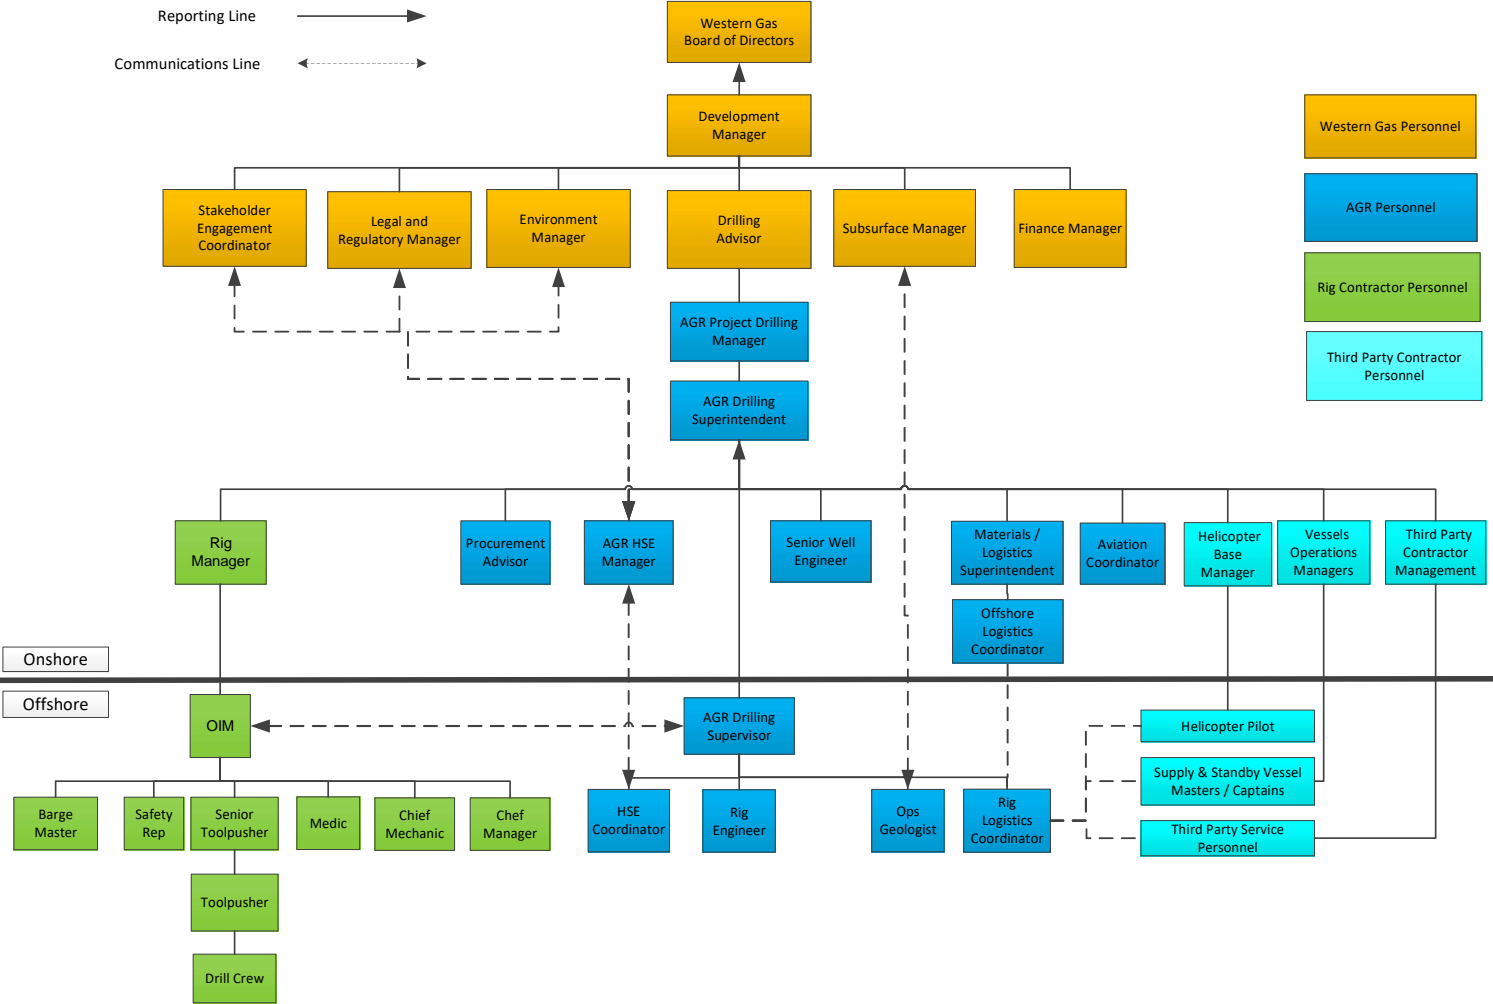 Reporting Line
Communications Line
Western Gas
Board of Directors
Development
Manager
Western Gas Personnel
AGR Personnel
Rig Contractor Personnel
Third Party Contractor
Personnel
Stakeholder
Engagement
Coordinator
Legal and
Regulatory Manager
Environment
Manager
Drilling
Advisor
Subsurface Manager
Finance Manager
AGR Project Drilling
Manager
AGR Drilling
Superintendent
Rig
Manager
Procurement
Advisor
AGR HSE
Manager
Senior Well
Engineer
Materials /
Logistics
Superintendent
Aviation
Coordinator
Helicopter
Base
Manager
Vessels
Operations
Managers
Third Party
Contractor
Management
Offshore
Logistics
Coordinator
Onshore
Offshore
OIM
AGR Drilling
Supervisor
Helicopter Pilot
Supply & Standby Vessel
Masters / Captains
Third Party Service
Personnel
Barge
Master
Safety
Rep
Senior
Toolpusher
Medic
Chief
Mechanic
Chef
Manager
HSE
Coordinator
Rig
Engineer
Ops
Geologist
Rig
Logistics
Coordinator
Toolpusher
Drill Crew